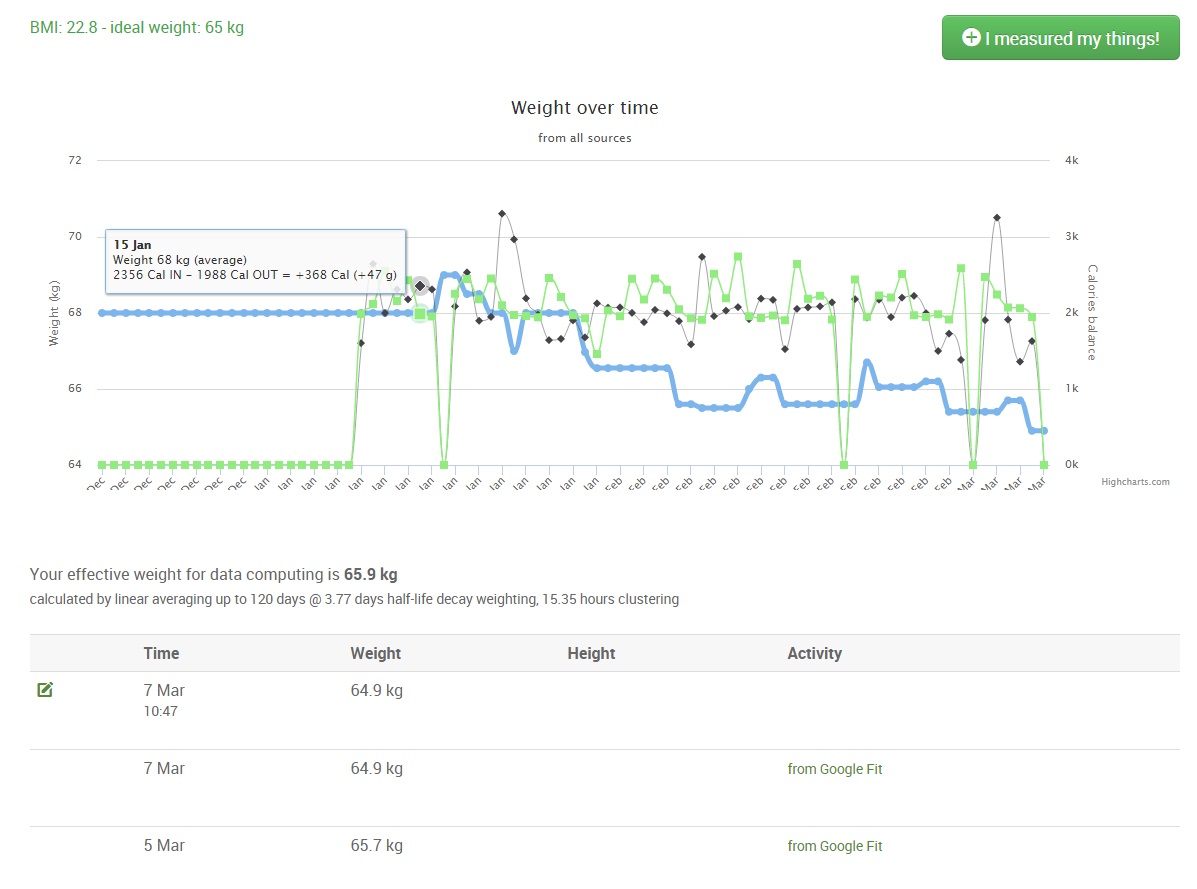 BMI: 22.8 - ideal weight: 65 kg
I measured my things!
Weight over time
from all sources
72
4k
70
3k
15 Jan
Weight 68 kg (average)
2356 Cal IN - 1988 Cal OUT = +368 Cal (+47 g)
Weight (kg)
Calories balance
68
2k
66
1k
64
0k
Dec Dec Dec Dec Dec Dec Dec Jan Jan Jan Jan Jan Jan Jan Jan Jan Jan Jan Jan Jan Jan Jan Feb Feb Feb Feb Feb Feb Feb Feb Feb Feb Feb Feb Feb Feb Feb Mar Mar Mar Mar
Highcharts.com
Your effective weight for data computing is 65.9 kg
calculated by linear averaging up to 120 days @ 3.77 days half-life decay weighting, 15.35 hours clustering
Time Weight Height Activity
7 Mar 64.9 kg
10:47
7 Mar 64.9 kg from Google Fit
5 Mar 65.7 kg from Google Fit